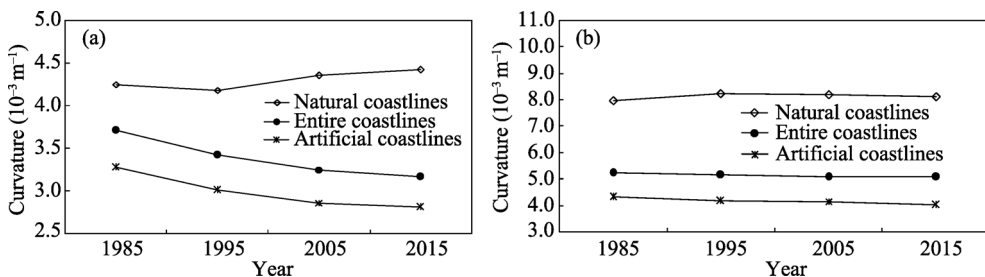 (a)
Curvature (10⁻³ m⁻¹)
5.0
4.5
4.0
3.5
3.0
2.5
Natural coastlines
Entire coastlines
Artificial coastlines
1985 1995 2005 2015
Year
(b)
Curvature (10⁻³ m⁻¹)
11.0
10.0
9.0
8.0
7.0
6.0
5.0
4.0
3.0
Natural coastlines
Entire coastlines
Artificial coastlines
1985 1995 2005 2015
Year